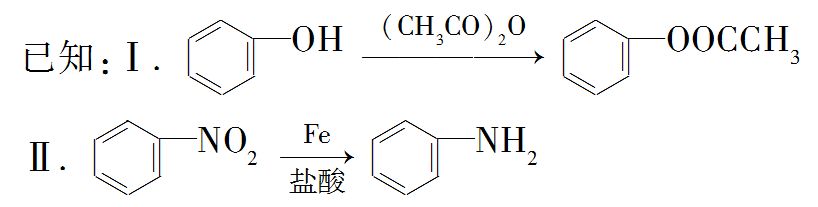 已知：Ⅰ. OH (CH₃CO)₂O OOCCH₃
Ⅱ. NO₂ Fe 盐酸 NH₂